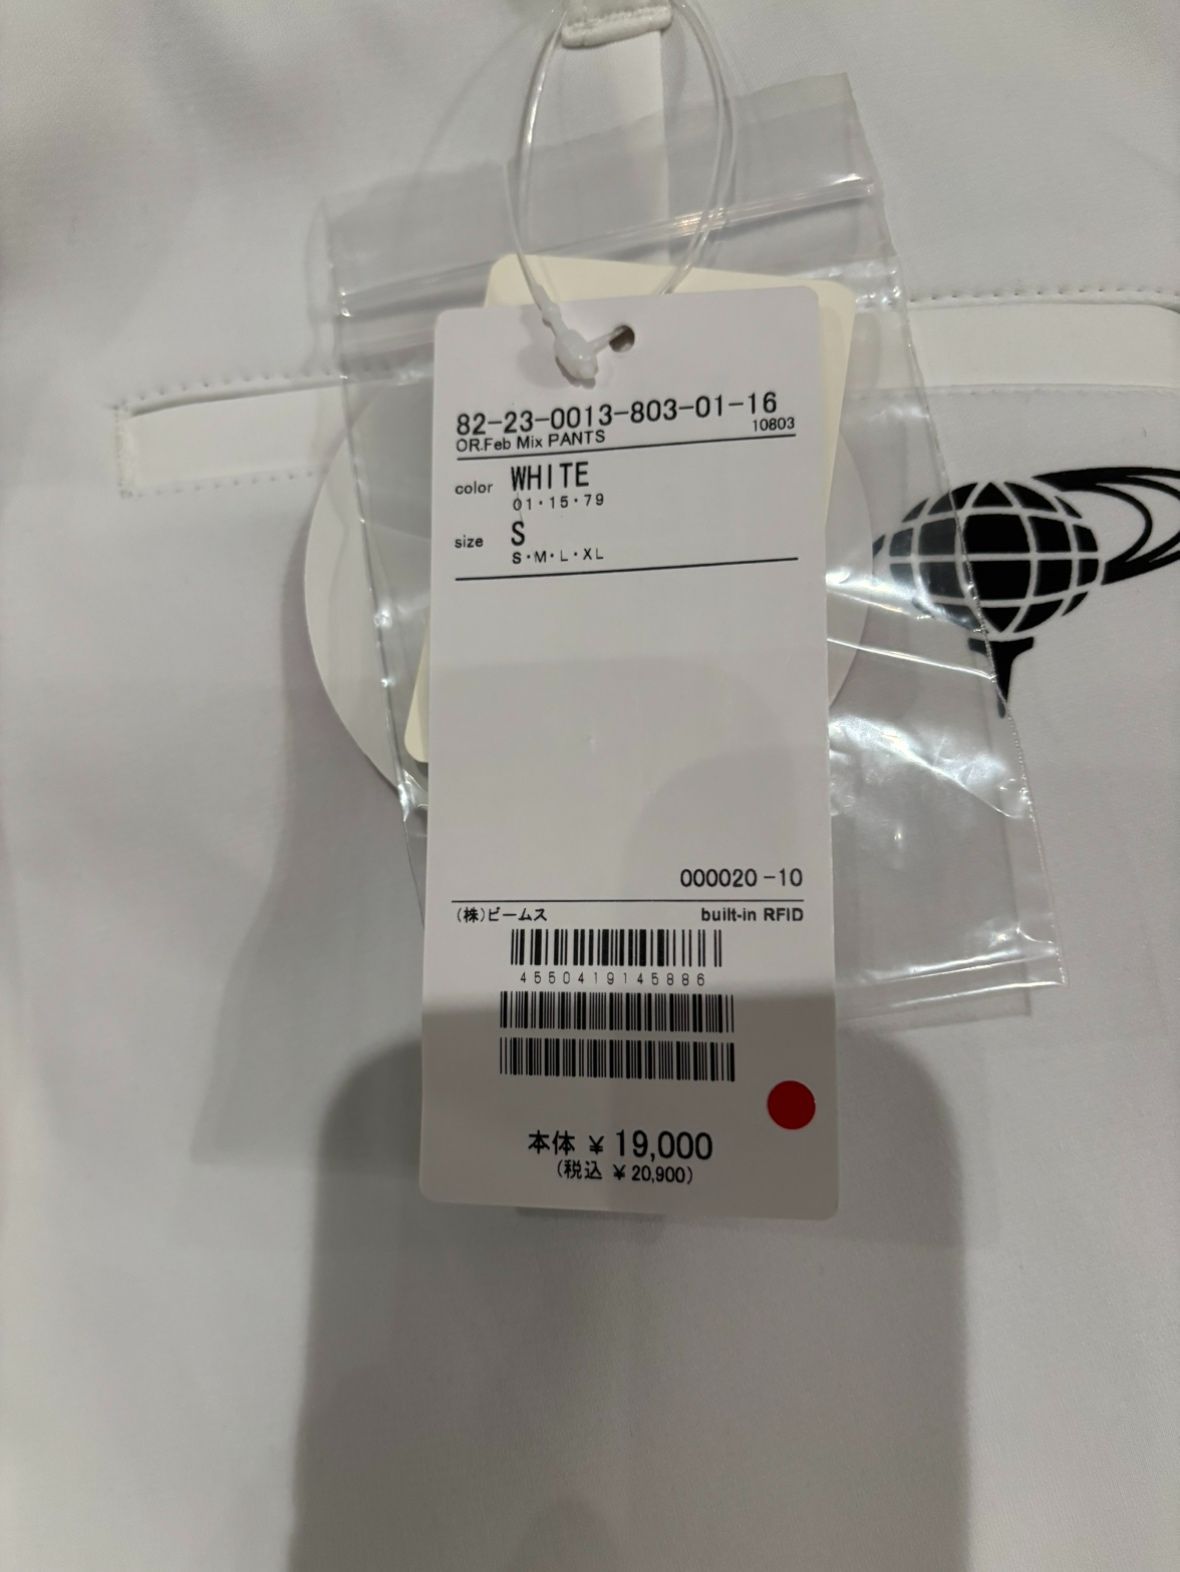 82-23-0013-803-01-16
OR.Feb Mix PANTS 10803
color WHITE
01・15・79
size S
S・M・L・XL
000020-10
(株)ビームス built-in RFID
4550419145886
本体 ¥19,000
(税込 ¥20,900)